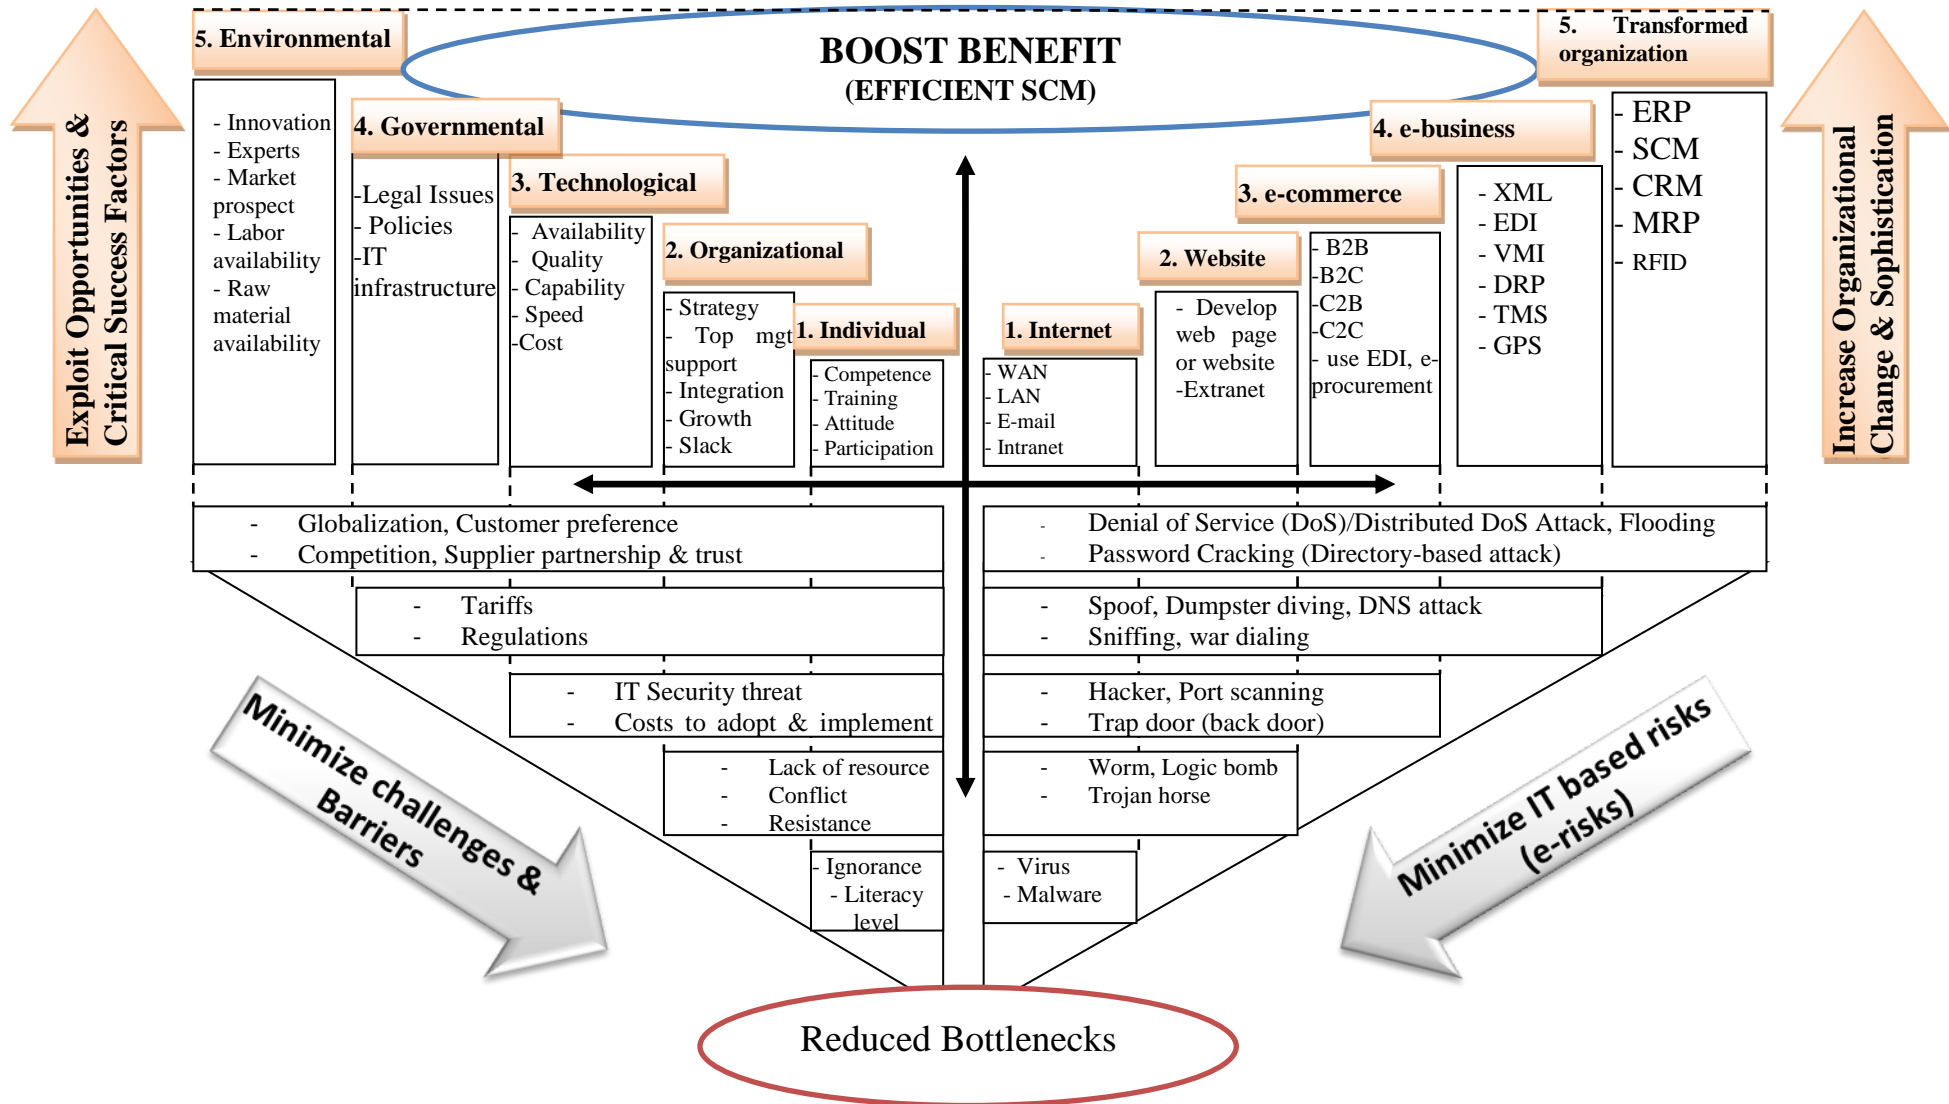 BOOST BENEFIT
(EFFICIENT SCM)
Exploit Opportunities &
Critical Success Factors
5. Environmental
- Innovation
- Experts
- Market
prospect
- Labor
availability
- Raw
material
availability
4. Governmental
-Legal Issues
- Policies
-IT
infrastructure
3. Technological
- Availability
- Quality
- Capability
- Speed
-Cost
2. Organizational
- Strategy
- Top mgt
support
- Integration
- Growth
- Slack
1. Individual
- Competence
- Training
- Attitude
- Participation
1. Internet
- WAN
- LAN
- E-mail
- Intranet
2. Website
- Develop
web page
or website
-Extranet
3. e-commerce
- B2B
-B2C
- C2B
- C2C
- use EDI, e-
procurement
4. e-business
- XML
- EDI
- VMI
- DRP
- TMS
- GPS
5. Transformed
organization
- ERP
- SCM
- CRM
- MRP
- RFID
Increase Organizational
Change & Sophistication
- Globalization, Customer preference
- Competition, Supplier partnership & trust
- Tariffs
- Regulations
- IT Security threat
- Costs to adopt & implement
- Lack of resource
- Conflict
- Resistance
- Ignorance
- Literacy
level
- Denial of Service (DoS)/Distributed DoS Attack, Flooding
- Password Cracking (Directory-based attack)
- Spoof, Dumpster diving, DNS attack
- Sniffing, war dialing
- Hacker, Port scanning
- Trap door (back door)
- Worm, Logic bomb
- Trojan horse
- Virus
- Malware
Minimize challenges &
Barriers
Minimize IT based risks
(e-risks)
Reduced Bottlenecks